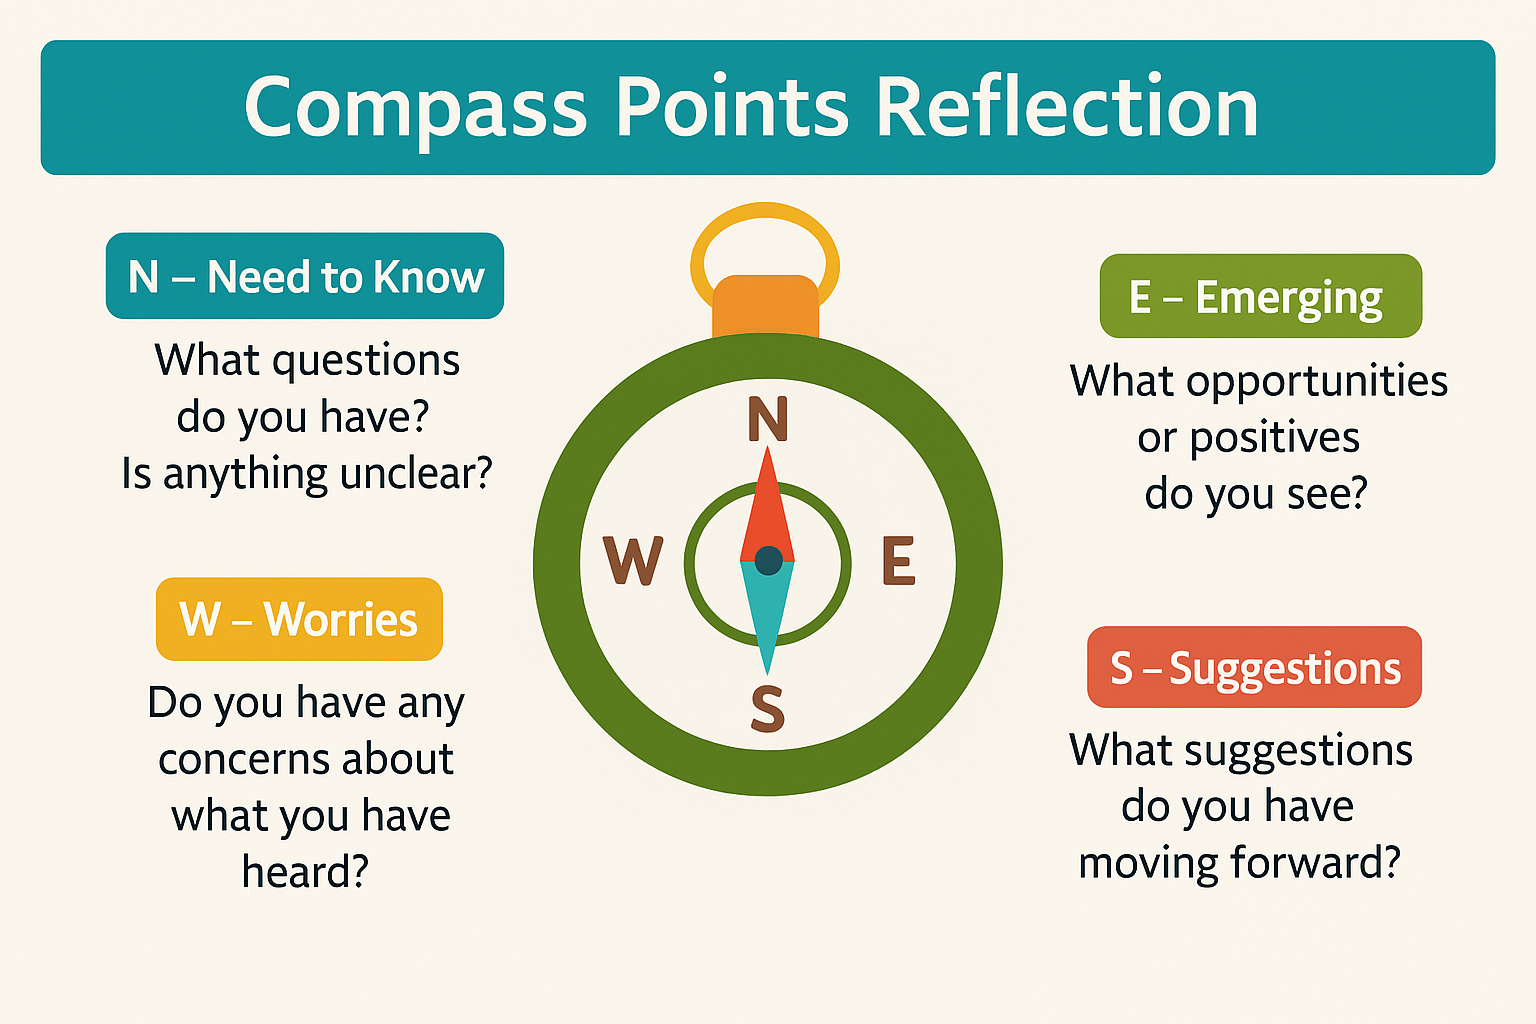 Compass Points Reflection
N – Need to Know
What questions
do you have?
Is anything unclear?
W – Worries
Do you have any
concerns about
what you have
heard?
N
W
E
S
E – Emerging
What opportunities
or positives
do you see?
S – Suggestions
What suggestions
do you have
moving forward?